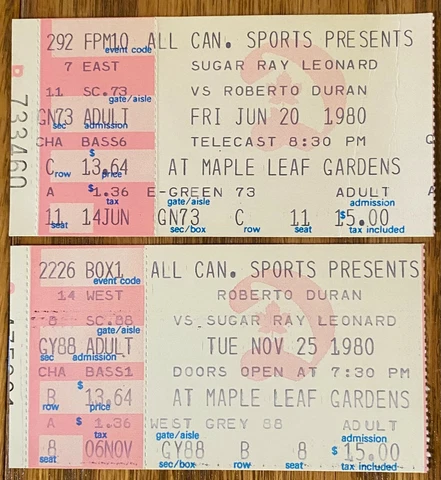 292 FPM10 ALL CAN. SPORTS PRESENTS
event code
7 EAST SUGAR RAY LEONARD
11 SC.73 VS ROBERTO DURAN
gate/aisle
GN73 ADULT FRI JUN 20 1980
sec admission
CHA BASS6 TELECAST 8:30 PM
C $ 13.64 AT MAPLE LEAF GARDENS
row price
A $ 1.36 E-GREEN 73 ADULT
tax gate/aisle admission
11 14JUN GN73 C 11 $15.00
seat sec/box row seat tax included
733460
2226 BOX1 ALL CAN. SPORTS PRESENTS
event code
14 WEST ROBERTO DURAN
8 SC.88 VS SUGAR RAY LEONARD
gate/aisle
GY88 ADULT TUE NOV 25 1980
sec admission
CHA BASS1 DOORS OPEN AT 7:30 PM
B $ 13.64 AT MAPLE LEAF GARDENS
row price
A $ 1.36 WEST GREY 88 ADULT
tax gate/aisle admission
8 06NOV GY88 B 8 $15.00
seat sec/box row seat tax included